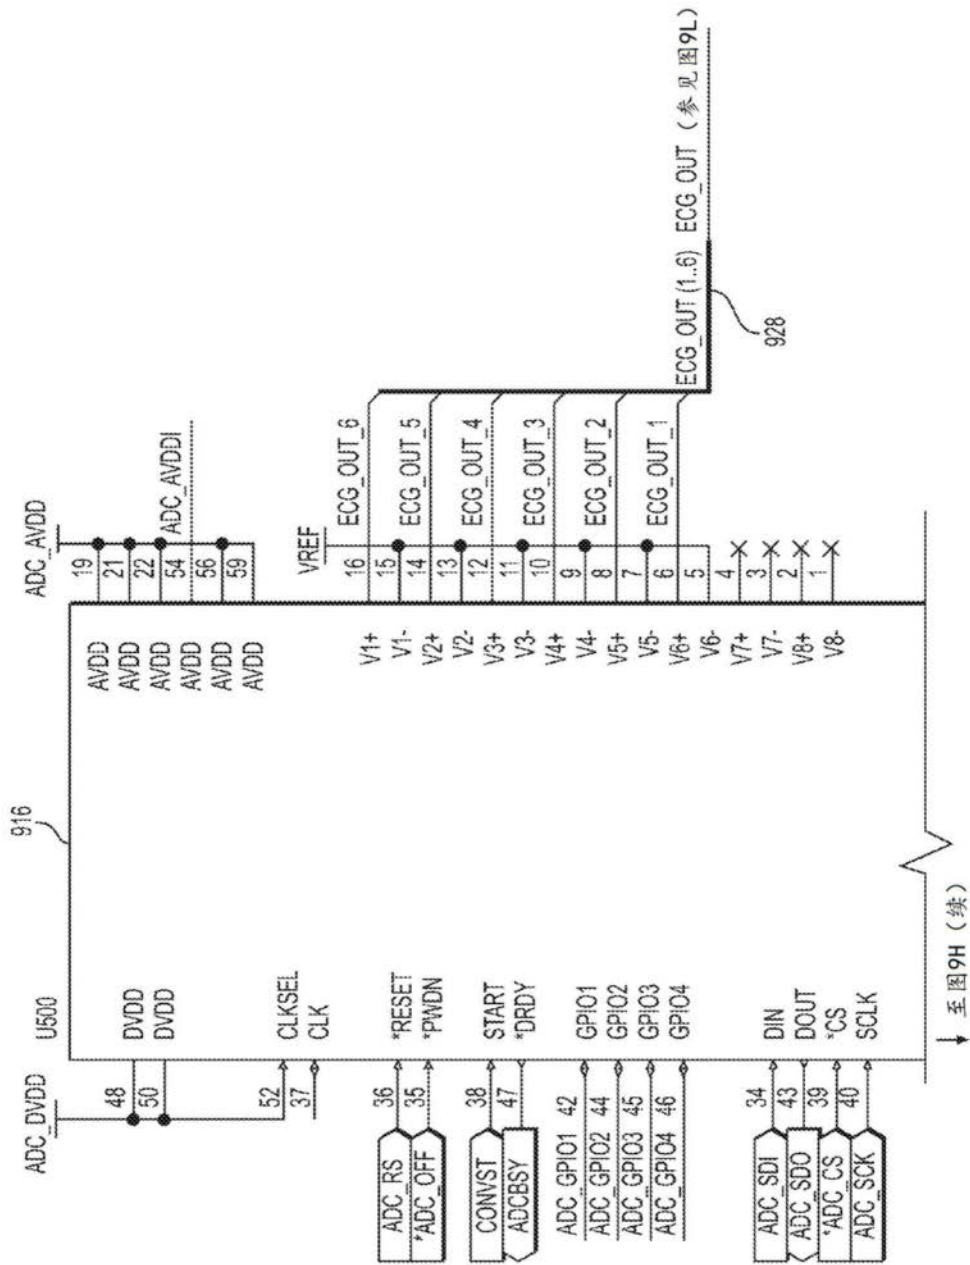 916
U500
ADC_DVDD
48
50
52
37
DVDD
DVDD
CLKSEL
CLK
ADC_RS
*ADC_OFF
36
35
*RESET
*PWDN
CONVST
ADCBSY
38
47
START
*DRDY
ADC_GPIO1 42
ADC_GPIO2 44
ADC_GPIO3 45
ADC_GPIO4 46
GPIO1
GPIO2
GPIO3
GPIO4
ADC_SDI
ADC_SDO
*ADC_CS
ADC_SCK
34
43
39
40
DIN
DOUT
*CS
SCLK
至图9H (续)
ADC_AVDD
AVDD 19
AVDD 21
AVDD 22
AVDD 54 ADC_AVDDI
AVDD 56
AVDD 59
VREF
V1+ 16 ECG_OUT_6
V1- 15
V2+ 14 ECG_OUT_5
V2- 13
V3+ 12 ECG_OUT_4
V3- 11
V4+ 10 ECG_OUT_3
V4- 9
V5+ 8 ECG_OUT_2
V5- 7
V6+ 6 ECG_OUT_1
V6- 5
V7+ 4
V7- 3
V8+ 2
V8- 1
ECG_OUT (1..6) ECG_OUT (参见图9L)
928